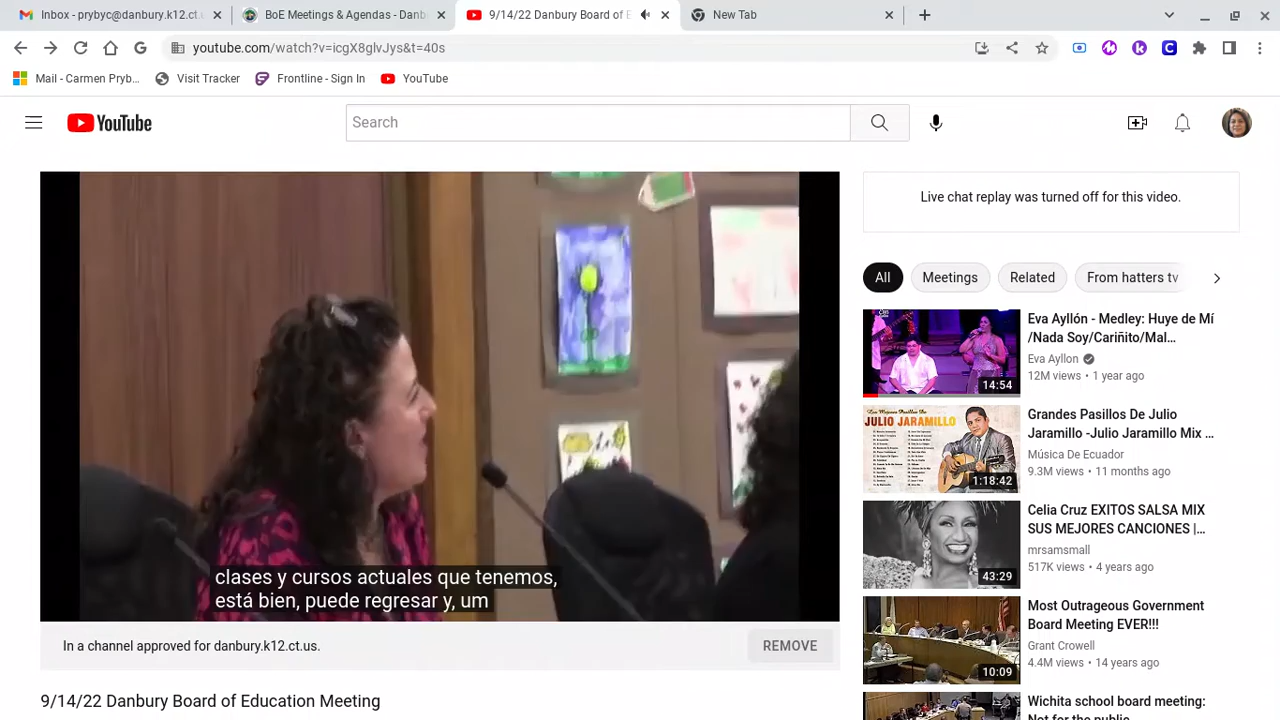 Inbox - prybyc@danbury.k12.ct.u
BoE Meetings & Agendas - Danb
9/14/22 Danbury Board of E
New Tab
youtube.com/watch?v=icgX8glvJys&t=40s
Mail - Carmen Pryb...
Visit Tracker
Frontline - Sign In
YouTube
YouTube
Search
Live chat replay was turned off for this video.
All
Meetings
Related
From hatters tv
Eva Ayllón - Medley: Huye de Mí
/Nada Soy/Cariñito/Mal...
Eva Ayllon
12M views • 1 year ago
14:54
JULIO JARAMILLO
1:18:42
Grandes Pasillos De Julio
Jaramillo -Julio Jaramillo Mix ...
Música De Ecuador
9.3M views • 11 months ago
Celia Cruz EXITOS SALSA MIX
SUS MEJORES CANCIONES |...
mrsamsmall
517K views • 4 years ago
43:29
Most Outrageous Government
Board Meeting EVER!!!
Grant Crowell
4.4M views • 14 years ago
10:09
Wichita school board meeting:
Not for the public
clases y cursos actuales que tenemos,
está bien, puede regresar y, um
In a channel approved for danbury.k12.ct.us.
REMOVE
9/14/22 Danbury Board of Education Meeting